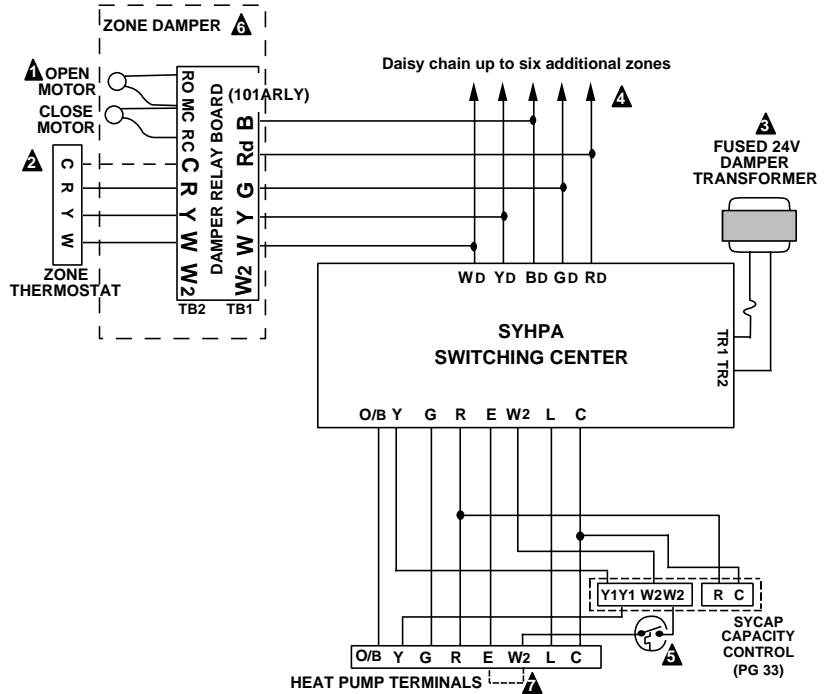 ZONE DAMPER 6
1 OPEN
MOTOR
CLOSE
MOTOR
RO MC RC C R Y W W2
DAMPER RELAY BOARD
(101ARLY)
B Rd G Y W W2
TB2 TB1
2
C R Y W
ZONE
THERMOSTAT
Daisy chain up to six additional zones
4
3
FUSED 24V
DAMPER
TRANSFORMER
WD YD BD GD RD
SYHPA
SWITCHING CENTER
TR1 TR2
O/B Y G R E W2 L C
Y1Y1 W2W2 R C
SYCAP
CAPACITY
CONTROL
(PG 33)
5
O/B Y G R E W2 L C
HEAT PUMP TERMINALS 7